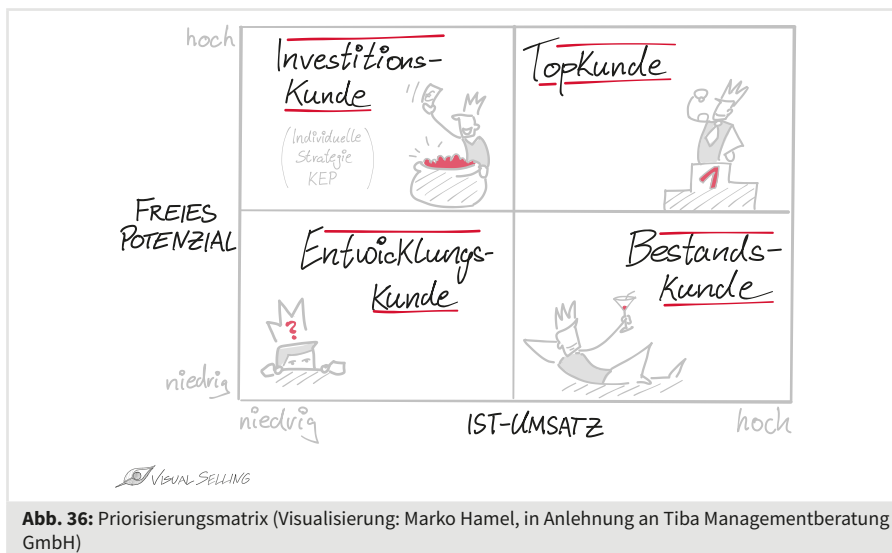 hoch
Investitions-
Kunde
(Individuelle
Strategie
KEP)
TopKunde
1
FREIES
POTENZIAL
Entwicklungs-
Kunde
?
Bestands-
Kunde
niedrig
niedrig
IST-UMSATZ
hoch
VISUAL SELLING
Abb. 36: Priorisierungsmatrix (Visualisierung: Marko Hamel, in Anlehnung an Tiba Managementberatung
GmbH)